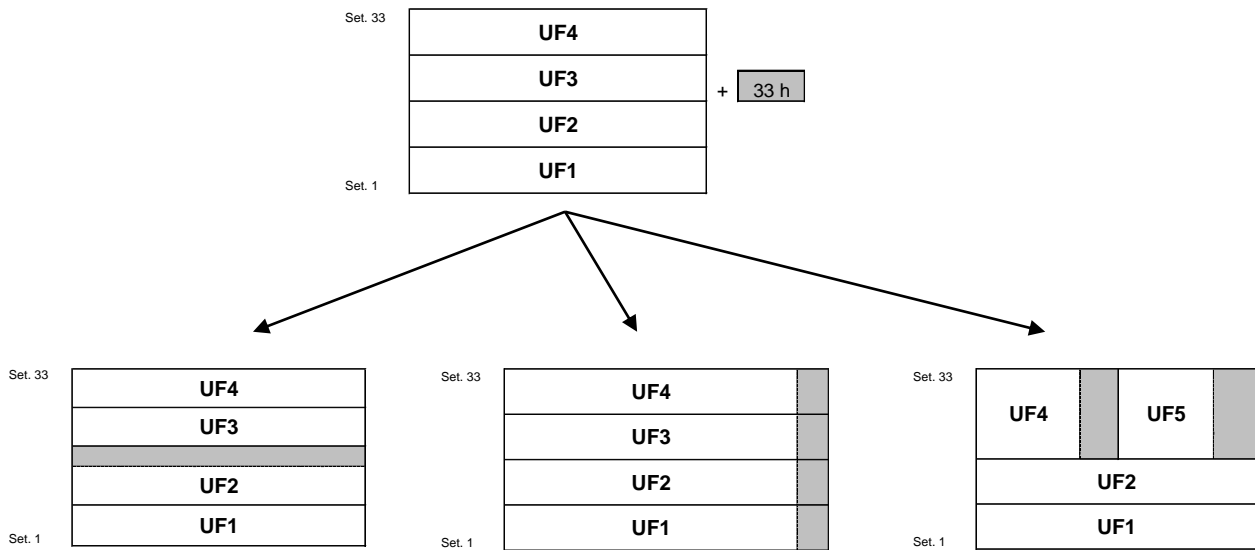 Set. 33
UF4
UF3
+ 33 h
UF2
UF1
Set. 1
Set. 33
UF4
UF3
UF2
UF1
Set. 1
Set. 33
UF4
UF3
UF2
UF1
Set. 1
Set. 33
UF4 UF5
UF2
UF1
Set. 1